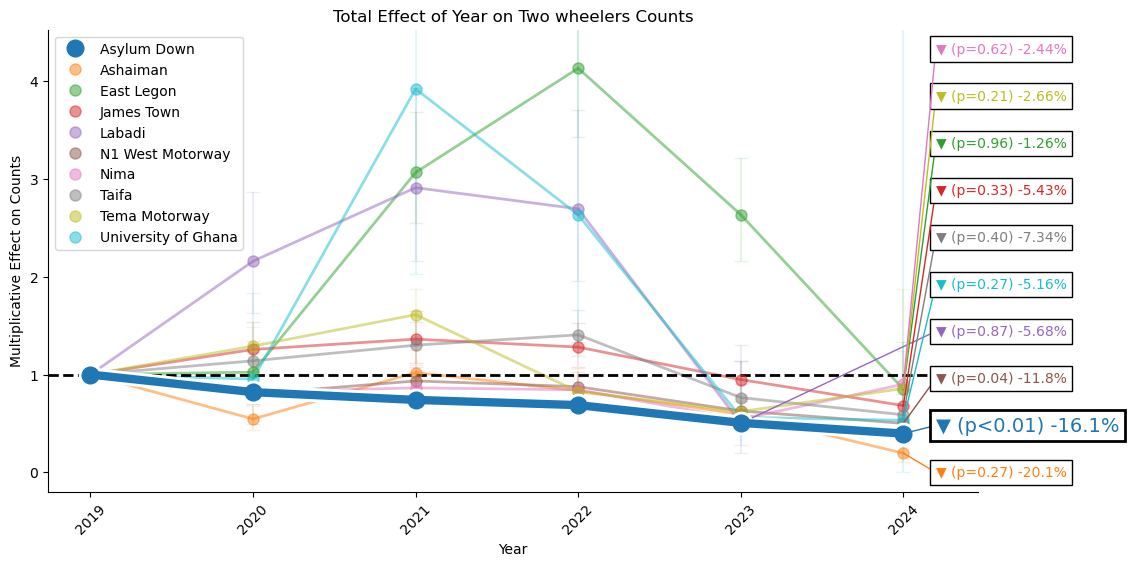 Total Effect of Year on Two wheelers Counts
Multiplicative Effect on Counts
4
3
2
1
0
Asylum Down
Ashaiman
East Legon
James Town
Labadi
N1 West Motorway
Nima
Taifa
Tema Motorway
University of Ghana
▼ (p=0.62) -2.44%
▼ (p=0.21) -2.66%
▼ (p=0.96) -1.26%
▼ (p=0.33) -5.43%
▼ (p=0.40) -7.34%
▼ (p=0.27) -5.16%
▼ (p=0.87) -5.68%
▼ (p=0.04) -11.8%
▼ (p<0.01) -16.1%
▼ (p=0.27) -20.1%
2019
2020
2021
2022
2023
2024
Year